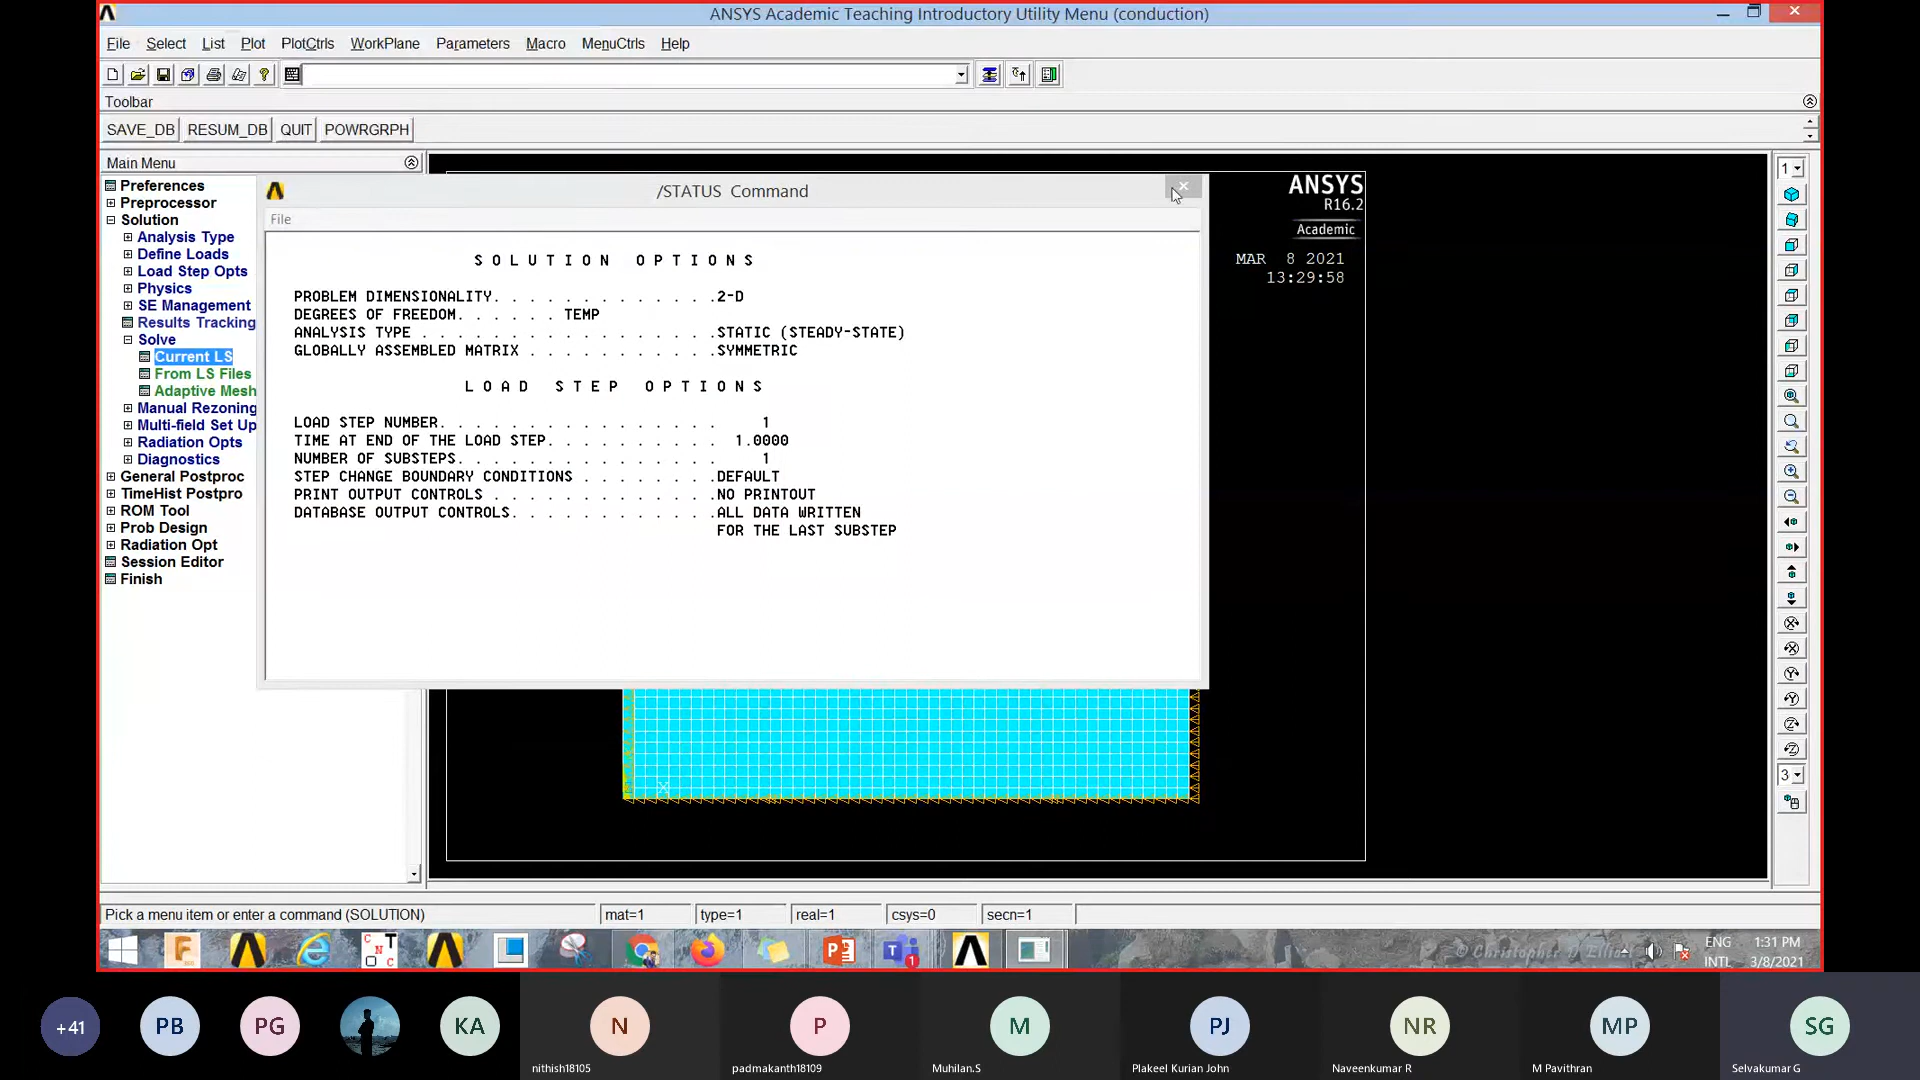 ANSYS Academic Teaching Introductory Utility Menu (conduction)
File Select List Plot PlotCtrls WorkPlane Parameters Macro MenuCtrls Help
Toolbar
SAVE_DB RESUM_DB QUIT POWRGRPH
Main Menu
Preferences
Preprocessor
Solution
Analysis Type
Define Loads
Load Step Opts
Physics
SE Management
Results Tracking
Solve
Current LS
From LS Files
Adaptive Mesh
Manual Rezoning
Multi-field Set Up
Radiation Opts
Diagnostics
General Postproc
TimeHist Postpro
ROM Tool
Prob Design
Radiation Opt
Session Editor
Finish
/STATUS Command
File
SOLUTION OPTIONS
PROBLEM DIMENSIONALITY. . . . . . . . . . . . .2-D
DEGREES OF FREEDOM. . . . . . TEMP
ANALYSIS TYPE . . . . . . . . . . . . . . . . .STATIC (STEADY-STATE)
GLOBALLY ASSEMBLED MATRIX . . . . . . . . . . .SYMMETRIC
LOAD STEP OPTIONS
LOAD STEP NUMBER. . . . . . . . . . . . . . . . 1
TIME AT END OF THE LOAD STEP. . . . . . . . . . 1.0000
NUMBER OF SUBSTEPS. . . . . . . . . . . . . . . 1
STEP CHANGE BOUNDARY CONDITIONS . . . . . . . .DEFAULT
PRINT OUTPUT CONTROLS . . . . . . . . . . . . .NO PRINTOUT
DATABASE OUTPUT CONTROLS. . . . . . . . . . . .ALL DATA WRITTEN
FOR THE LAST SUBSTEP
ANSYS
R16.2
Academic
MAR 8 2021
13:29:58
X
1
3
Pick a menu item or enter a command (SOLUTION)
mat=1
type=1
real=1
csys=0
secn=1
ENG
INTL
1:31 PM
3/8/2021
+41
PB
PG
KA
N
nithish18105
P
padmakanth18109
M
Muhilan.S
PJ
Plakeel Kurian John
NR
Naveenkumar R
MP
M Pavithran
SG
Selvakumar G